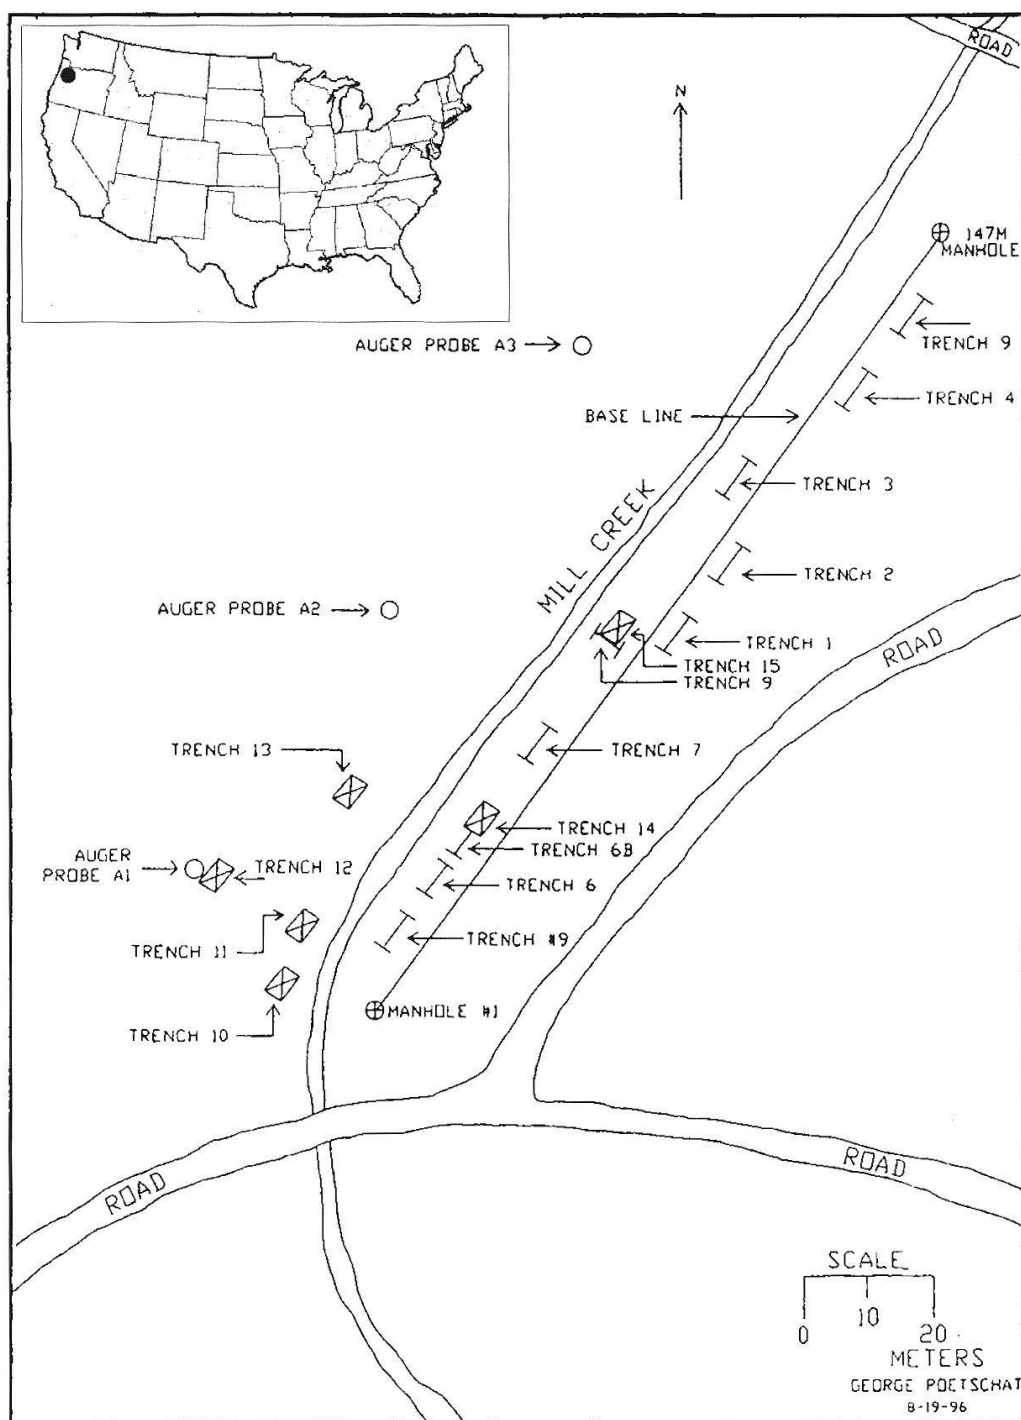 ROAD
N
147M
MANHOLE
TRENCH 9
AUGER PROBE A3
TRENCH 4
BASE LINE
TRENCH 3
MILL CREEK
TRENCH 2
AUGER PROBE A2
TRENCH 1
ROAD
TRENCH 15
TRENCH 9
TRENCH 13
TRENCH 7
TRENCH 14
TRENCH 6B
AUGER
PROBE A1
TRENCH 12
TRENCH 6
TRENCH #9
TRENCH 11
MANHOLE #1
TRENCH 10
ROAD
ROAD
SCALE
0 10 20
METERS
GEORGE POETSCHAT
8-19-96